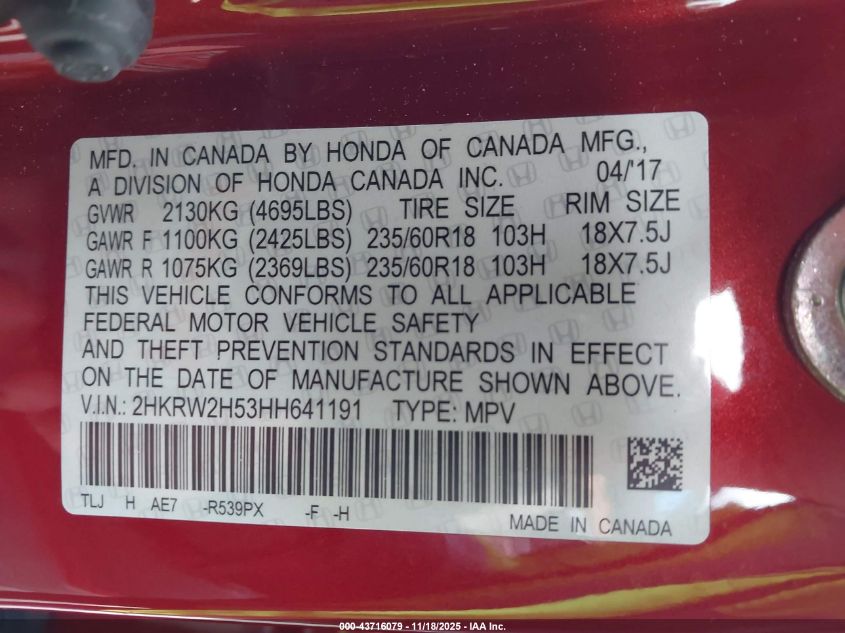 MFD. IN CANADA BY HONDA OF CANADA MFG.,
A DIVISION OF HONDA CANADA INC. 04/'17
GVWR 2130KG (4695LBS) TIRE SIZE RIM SIZE
GAWR F 1100KG (2425LBS) 235/60R18 103H 18X7.5J
GAWR R 1075KG (2369LBS) 235/60R18 103H 18X7.5J
THIS VEHICLE CONFORMS TO ALL APPLICABLE
FEDERAL MOTOR VEHICLE SAFETY
AND THEFT PREVENTION STANDARDS IN EFFECT
ON THE DATE OF MANUFACTURE SHOWN ABOVE.
V.I.N.: 2HKRW2H53HH641191 TYPE: MPV
TLJ H AE7 -R539PX -F -H
MADE IN CANADA
000-43716079 - 11/18/2025 - IAA Inc.